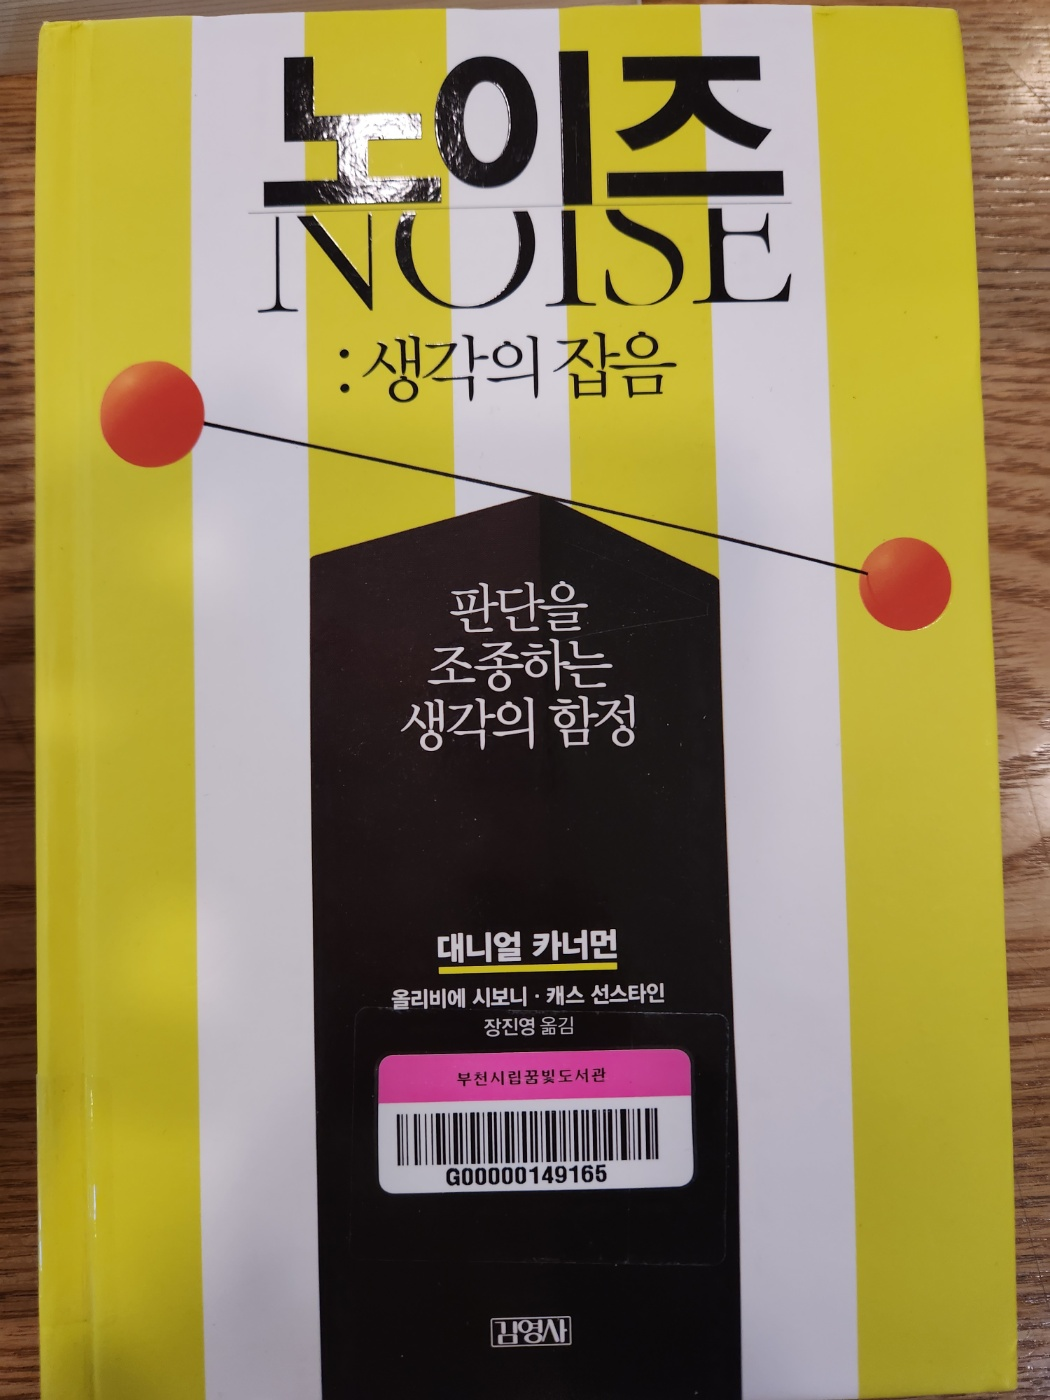 노이즈
NOISE
: 생각의 잡음
판단을
조종하는
생각의 함정
대니얼 카너먼
올리비에 시보니 · 캐스 선스타인
장진영 옮김
부천시립꿈빛도서관
G00000149165
김영사